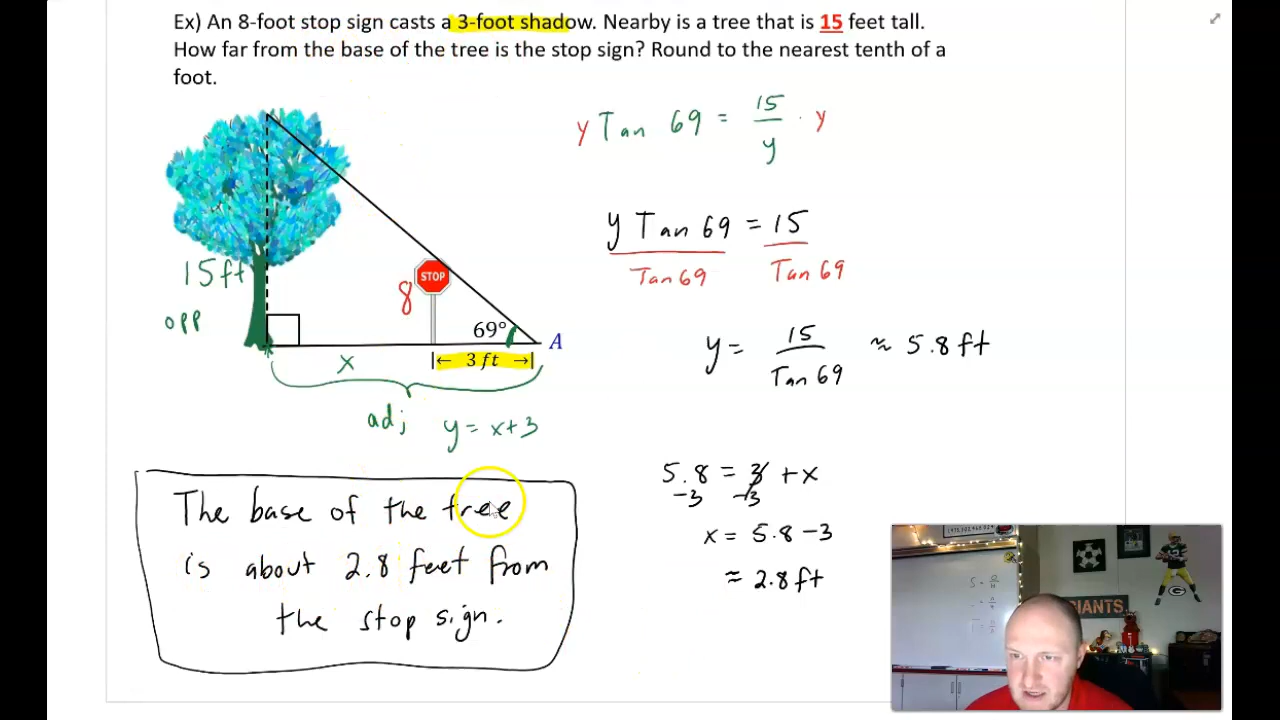 Ex) An 8-foot stop sign casts a 3-foot shadow. Nearby is a tree that is 15 feet tall.
How far from the base of the tree is the stop sign? Round to the nearest tenth of a
foot.
y Tan 69 = 15/y · y
y Tan 69 = 15
Tan 69 Tan 69
15ft
opp
STOP
8
69°
A
x
|← 3 ft →|
y = 15/Tan 69 ≈ 5.8 ft
adj y = x+3
5.8 = 3 + x
-3 -3
x = 5.8 - 3
≈ 2.8 ft
The base of the tree
is about 2.8 feet from
the stop sign.
GIANTS
G